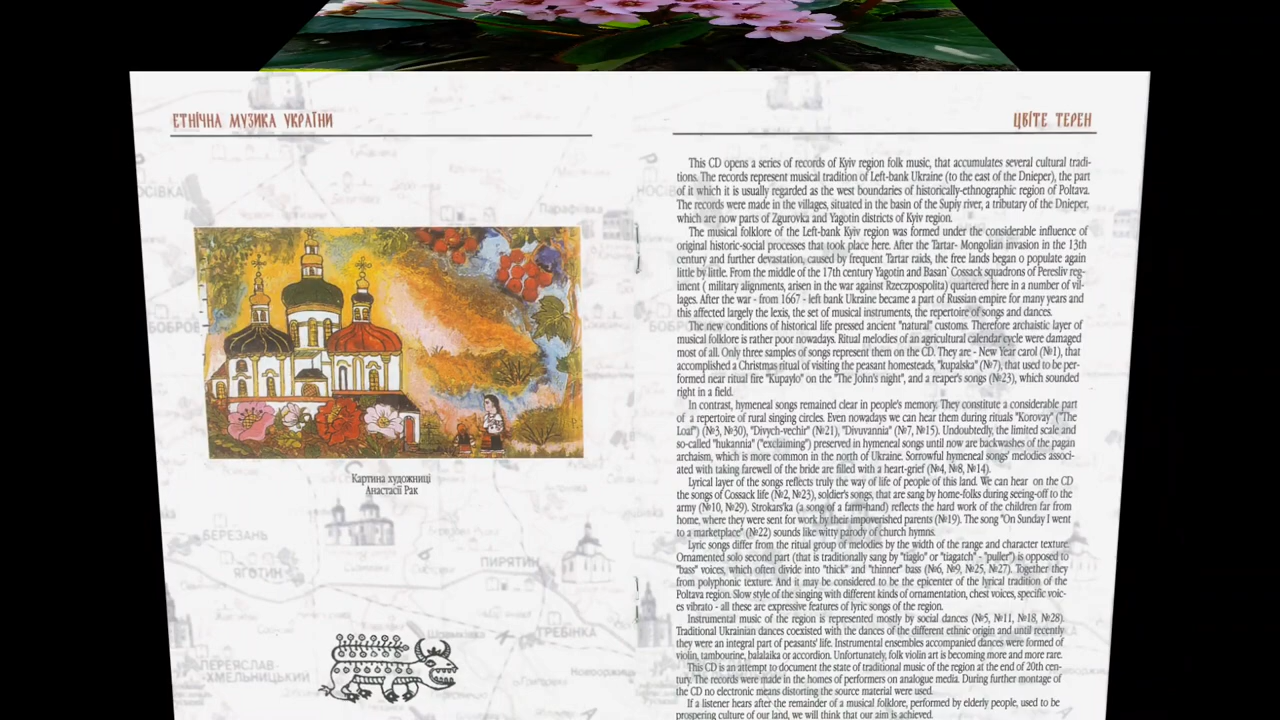 ЕТНІЧНА МУЗИКА УКРАЇНИ
Картина художниці
Анастасії Рак
БЕРЕЗАНЬ
ЯГОТИН
ПИРЯТИН
ГРЕБІНКА
ПЕРЕЯСЛАВ-
ХМЕЛЬНИЦЬКИЙ
ЦВІТЕ ТЕРЕН
This CD opens a series of records of Kyiv region folk music, that accumulates several cultural tradi-
tions. The records represent musical tradition of Left-bank Ukraine (to the east of the Dnieper), the part
of it which it is usually regarded as the west boundaries of historically-ethnographic region of Poltava.
The records were made in the villages, situated in the basin of the Supiy river, a tributary of the Dnieper,
which are now parts of Zgurovka and Yagotin districts of Kyiv region.
The musical folklore of the Left-bank Kyiv region was formed under the considerable influence of
original historic-social processes that took place here. After the Tartar- Mongolian invasion in the 13th
century and further devastation, caused by frequent Tartar raids, the free lands began o populate again
little by little. From the middle of the 17th century Yagotin and Rasan` Cossack squadrons of Peresliv reg-
iment ( military alignments, arisen in the war against Rzeczpospolita) quartered here in a number of vil-
lages. After the war - from 1667 - left bank Ukraine became a part of Russian empire for many years and
this affected largely the lexis, the set of musical instruments, the repertoire of songs and dances.
The new conditions of historical life pressed ancient "natural" customs. Therefore archaistic layer of
musical folklore is rather poor nowadays. Ritual melodies of an agricultural calendar cycle were damaged
most of all. Only three samples of songs represent them on the CD. They are - New Year carol (№1), that
accomplished a Christmas ritual of visiting the peasant homesteads, "kupalska" (№7), that used to be per-
formed near ritual fire "Kupaylo" on the "The John's night", and a reaper's songs (№23), which sounded
right in a field.
In contrast, hymeneal songs remained clear in people's memory. They constitute a considerable part
of a repertoire of rural singing circles. Even nowadays we can hear them during rituals "Korovay" ("The
Loaf") (№3, №30), "Divych-vechir" (№21), "Divuvannia" (№7, №15). Undoubtedly, the limited scale and
so-called "hukannia" ("exclaiming") preserved in hymeneal songs until now are backwashes of the pagan
archaism, which is more common in the north of Ukraine. Sorrowful hymeneal songs' melodies associ-
ated with taking farewell of the bride are filled with a heart-grief (№4, №8, №14).
Lyrical layer of the songs reflects truly the way of life of people of this land. We can hear on the CD
the songs of Cossack life (№2, №23), soldier's songs, that are sang by home-folks during seeing-off to the
army (№10, №29). Strokars'ka (a song of a farm-hand) reflects the hard work of the children far from
home, where they were sent for work by their impoverished parents (№19). The song "On Sunday I went
to a marketplace" (№22) sounds like witty parody of church hymns.
Lyric songs differ from the ritual group of melodies by the width of the range and character texture.
Ornamented solo second part (that is traditionally sang by "tiaglo" or "tiagatch" - "puller") is opposed to
"bass" voices, which often divide into "thick" and "thinner" bass (№6, №9, №25, №27). Together they
from polyphonic texture. And it may be considered to be the epicenter of the lyrical tradition of the
Poltava region. Slow style of the singing with different kinds of ornamentation, chest voices, specific voic-
es vibrato - all these are expressive features of lyric songs of the region.
Instrumental music of the region is represented mostly by social dances (№5, №11, №18, №28).
Traditional Ukrainian dances coexisted with the dances of the different ethnic origin and until recently
they were an integral part of peasants' life. Instrumental ensembles accompanied dances were formed of
violin, tambourine, balalaika or accordion. Unfortunately, folk violin art is becoming more and more rare.
This CD is an attempt to document the state of traditional music of the region at the end of 20th cen-
tury. The records were made in the homes of performers on analogue media. During further montage of
the CD no electronic means distorting the source material were used.
If a listener hears after the remainder of a musical folklore, performed by elderly people, used to be
prospering culture of our land, we will think that our aim is achieved.